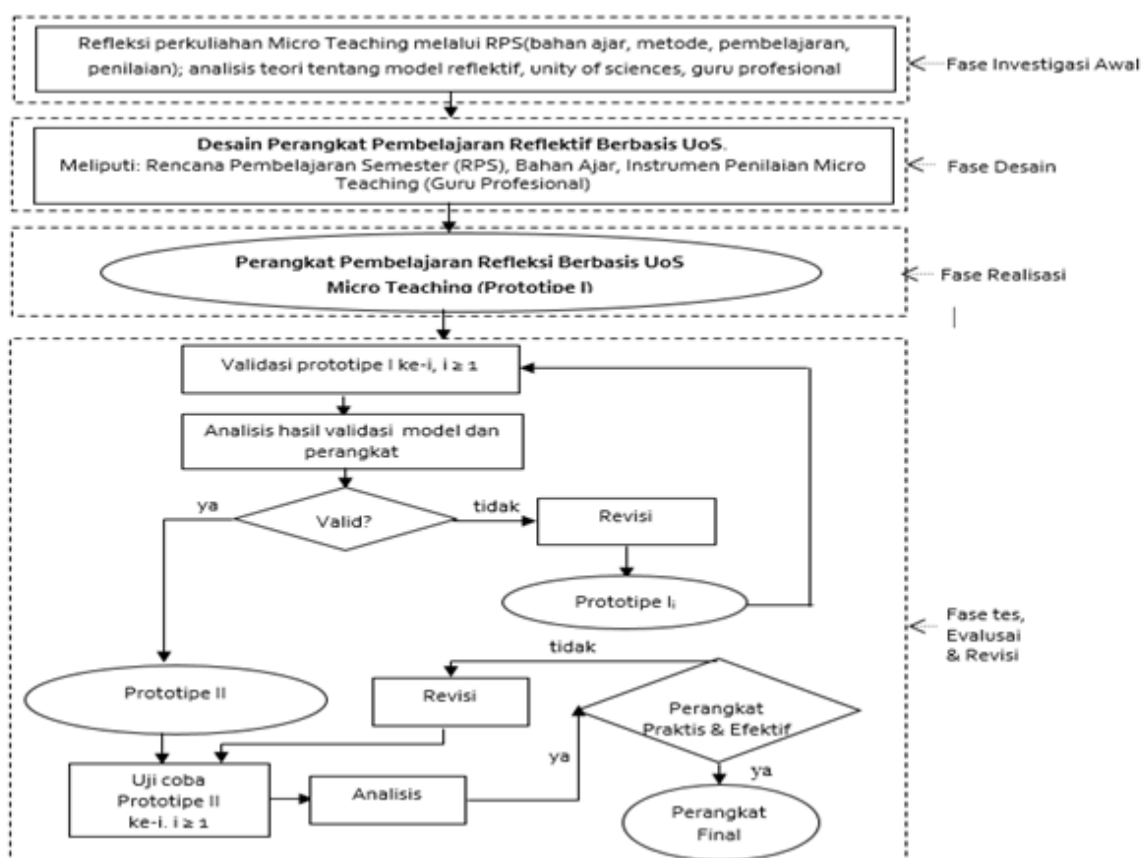 Refleksi perkuliahan Micro Teaching melalui RPS(bahan ajar, metode, pembelajaran,
penilaian); analisis teori tentang model reflektif, unity of sciences, guru profesional
Fase Investigasi Awal
Desain Perangkat Pembelajaran Reflektif Berbasis UoS.
Meliputi: Rencana Pembelajaran Semester (RPS), Bahan Ajar, Instrumen Penilaian Micro
Teaching (Guru Profesional)
Fase Desain
Perangkat Pembelajaran Refleksi Berbasis UoS
Micro Teaching (Prototipe I)
Fase Realisasi
Validasi prototipe I ke-i, i ≥ 1
Analisis hasil validasi model dan
perangkat
ya
Valid?
tidak
Revisi
Prototipe Iᵢ
Fase tes,
Evalusai
& Revisi
tidak
Prototipe II
Revisi
Perangkat
Praktis & Efektif
ya
ya
Uji coba
Prototipe II
ke-i. i ≥ 1
Analisis
Perangkat
Final